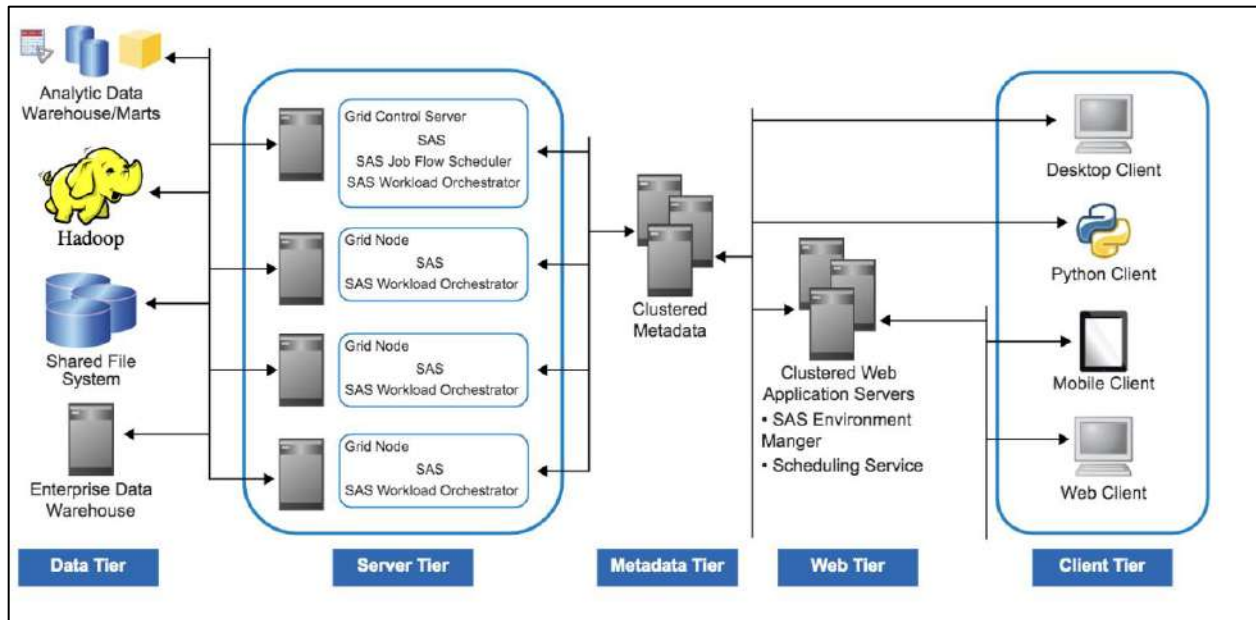 Analytic Data
Warehouse/Marts
Hadoop
Shared File
System
Enterprise Data
Warehouse
Data Tier
Grid Control Server
SAS
SAS Job Flow Scheduler
SAS Workload Orchestrator
Grid Node
SAS
SAS Workload Orchestrator
Grid Node
SAS
SAS Workload Orchestrator
Grid Node
SAS
SAS Workload Orchestrator
Server Tier
Clustered
Metadata
Metadata Tier
Clustered Web
Application Servers
• SAS Environment
Manger
• Scheduling Service
Web Tier
Desktop Client
Python Client
Mobile Client
Web Client
Client Tier